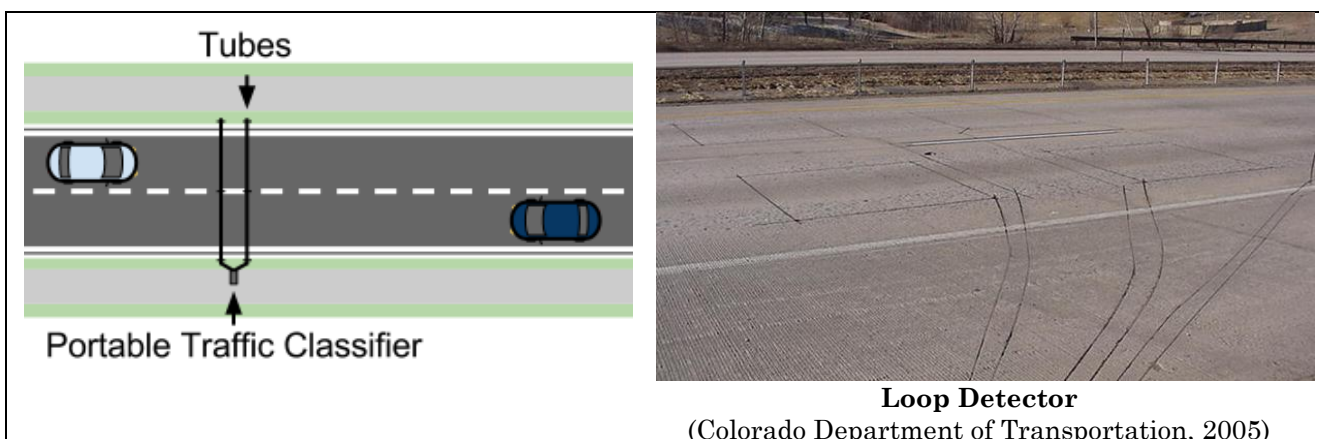 Tubes
Portable Traffic Classifier
Loop Detector
(Colorado Department of Transportation, 2005)